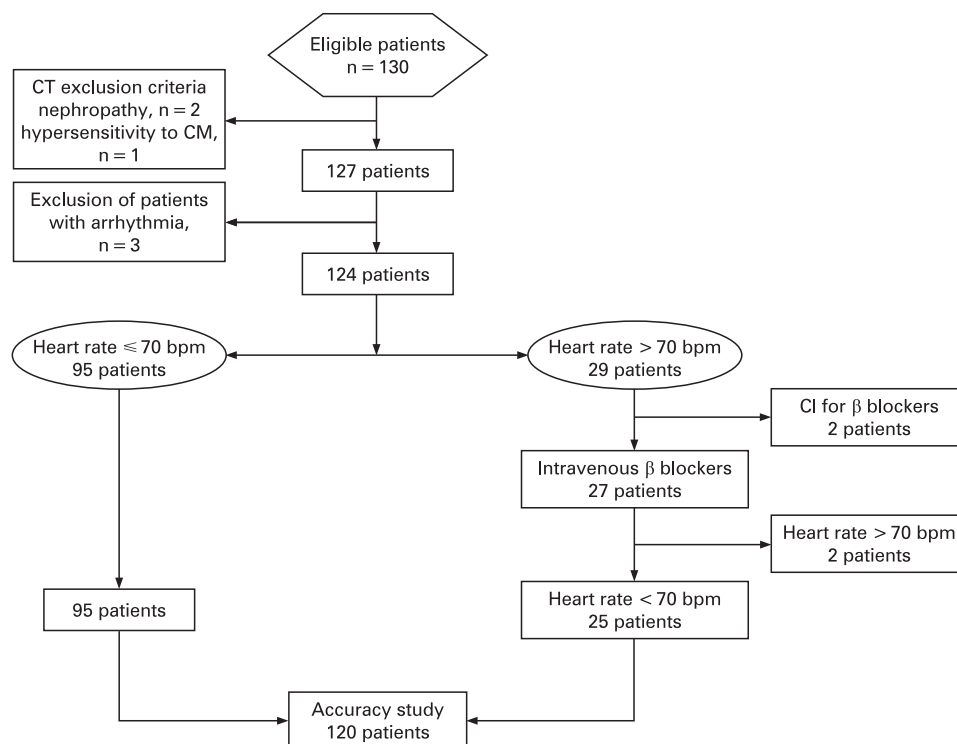 Eligible patients
n = 130
CT exclusion criteria
nephropathy, n = 2
hypersensitivity to CM,
n = 1
127 patients
Exclusion of patients
with arrhythmia,
n = 3
124 patients
Heart rate ⩽ 70 bpm
95 patients
Heart rate > 70 bpm
29 patients
CI for β blockers
2 patients
Intravenous β blockers
27 patients
Heart rate > 70 bpm
2 patients
95 patients
Heart rate < 70 bpm
25 patients
Accuracy study
120 patients